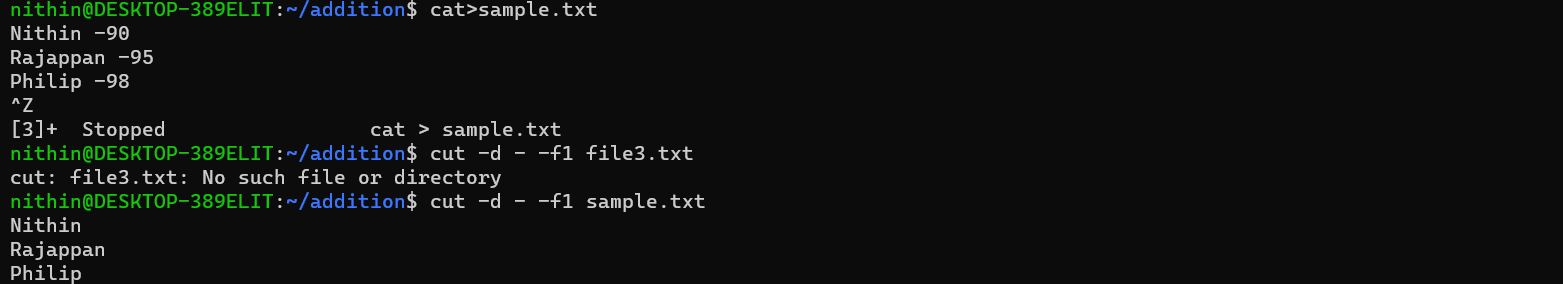 nithin@DESKTOP-389ELIT:~/addition$ cat>sample.txt
Nithin -90
Rajappan -95
Philip -98
^Z
[3]+  Stopped                 cat > sample.txt
nithin@DESKTOP-389ELIT:~/addition$ cut -d - -f1 file3.txt
cut: file3.txt: No such file or directory
nithin@DESKTOP-389ELIT:~/addition$ cut -d - -f1 sample.txt
Nithin
Rajappan
Philip